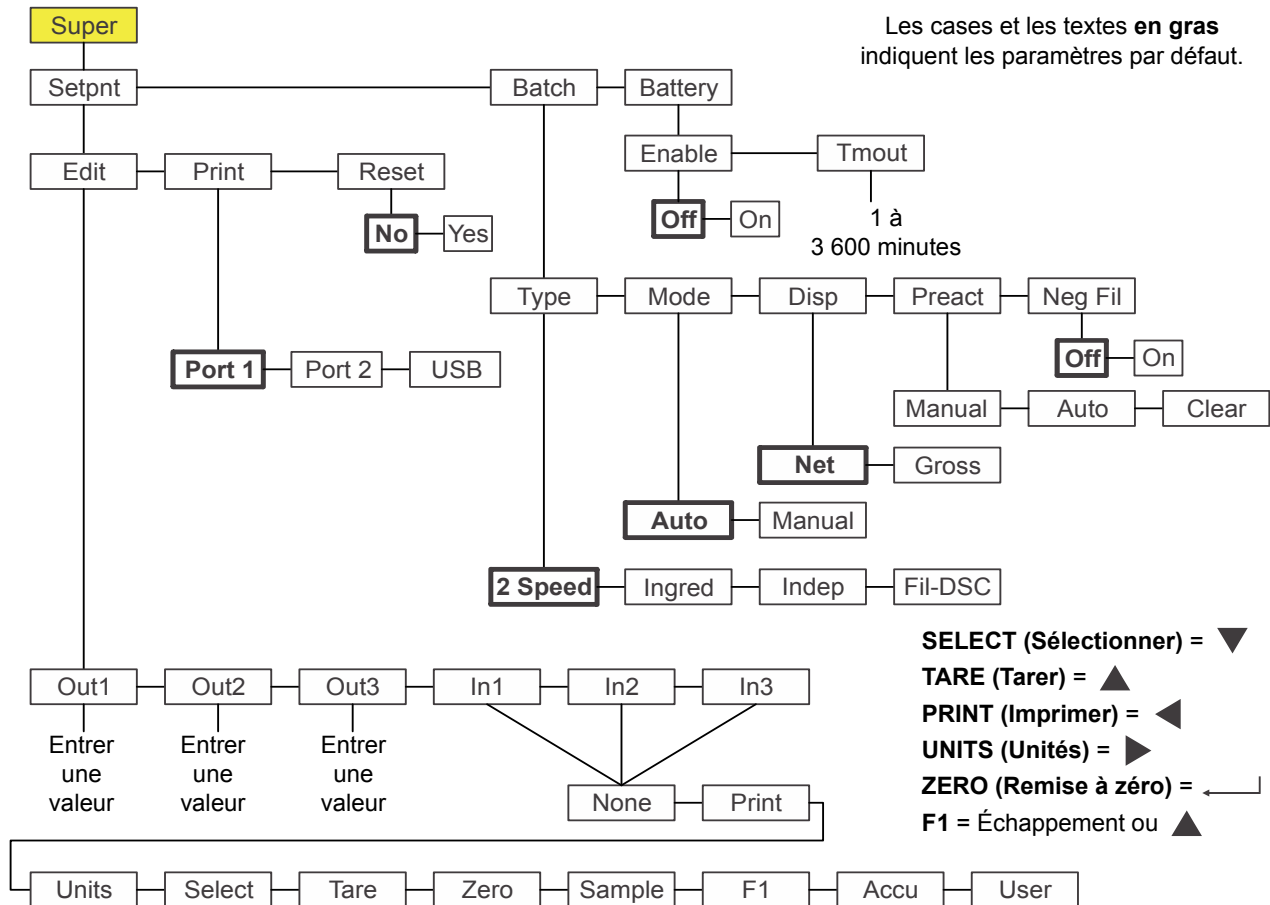 Super
Les cases et les textes en gras
indiquent les paramètres par défaut.
Setpnt Batch Battery
Edit Print Reset Enable Tmout
No Yes Off On 1 à
3 600 minutes
Type Mode Disp Preact Neg Fil
Port 1 Port 2 USB Off On
Manual Auto Clear
Net Gross
Auto Manual
2 Speed Ingred Indep Fil-DSC
SELECT (Sélectionner) = ▼
TARE (Tarer) = ▲
PRINT (Imprimer) = ◀
UNITS (Unités) = ▶
ZERO (Remise à zéro) = ↵
F1 = Échappement ou ▲
Out1 Out2 Out3 In1 In2 In3
Entrer
une
valeur
Entrer
une
valeur
Entrer
une
valeur
None Print
Units Select Tare Zero Sample F1 Accu User